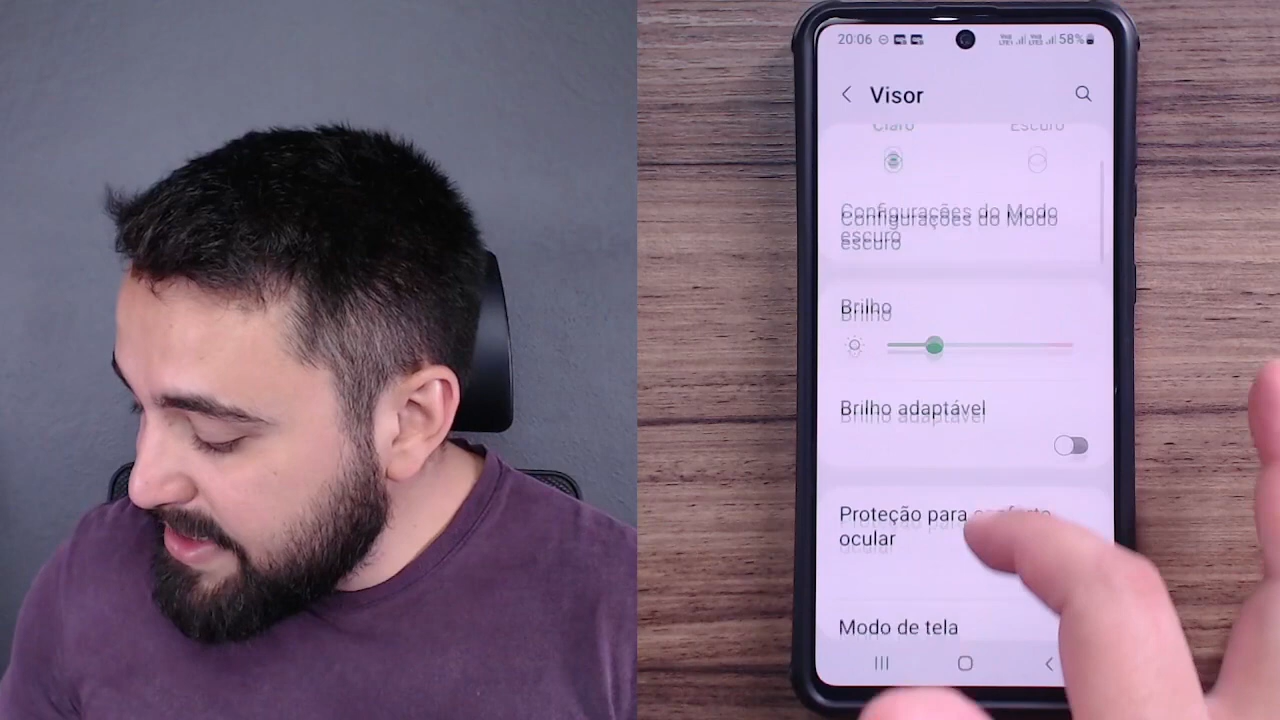 20:06
58%
Visor
Claro
Escuro
Configurações do Modo
escuro
Brilho
Brilho adaptável
Proteção para conforto
ocular
Modo de tela